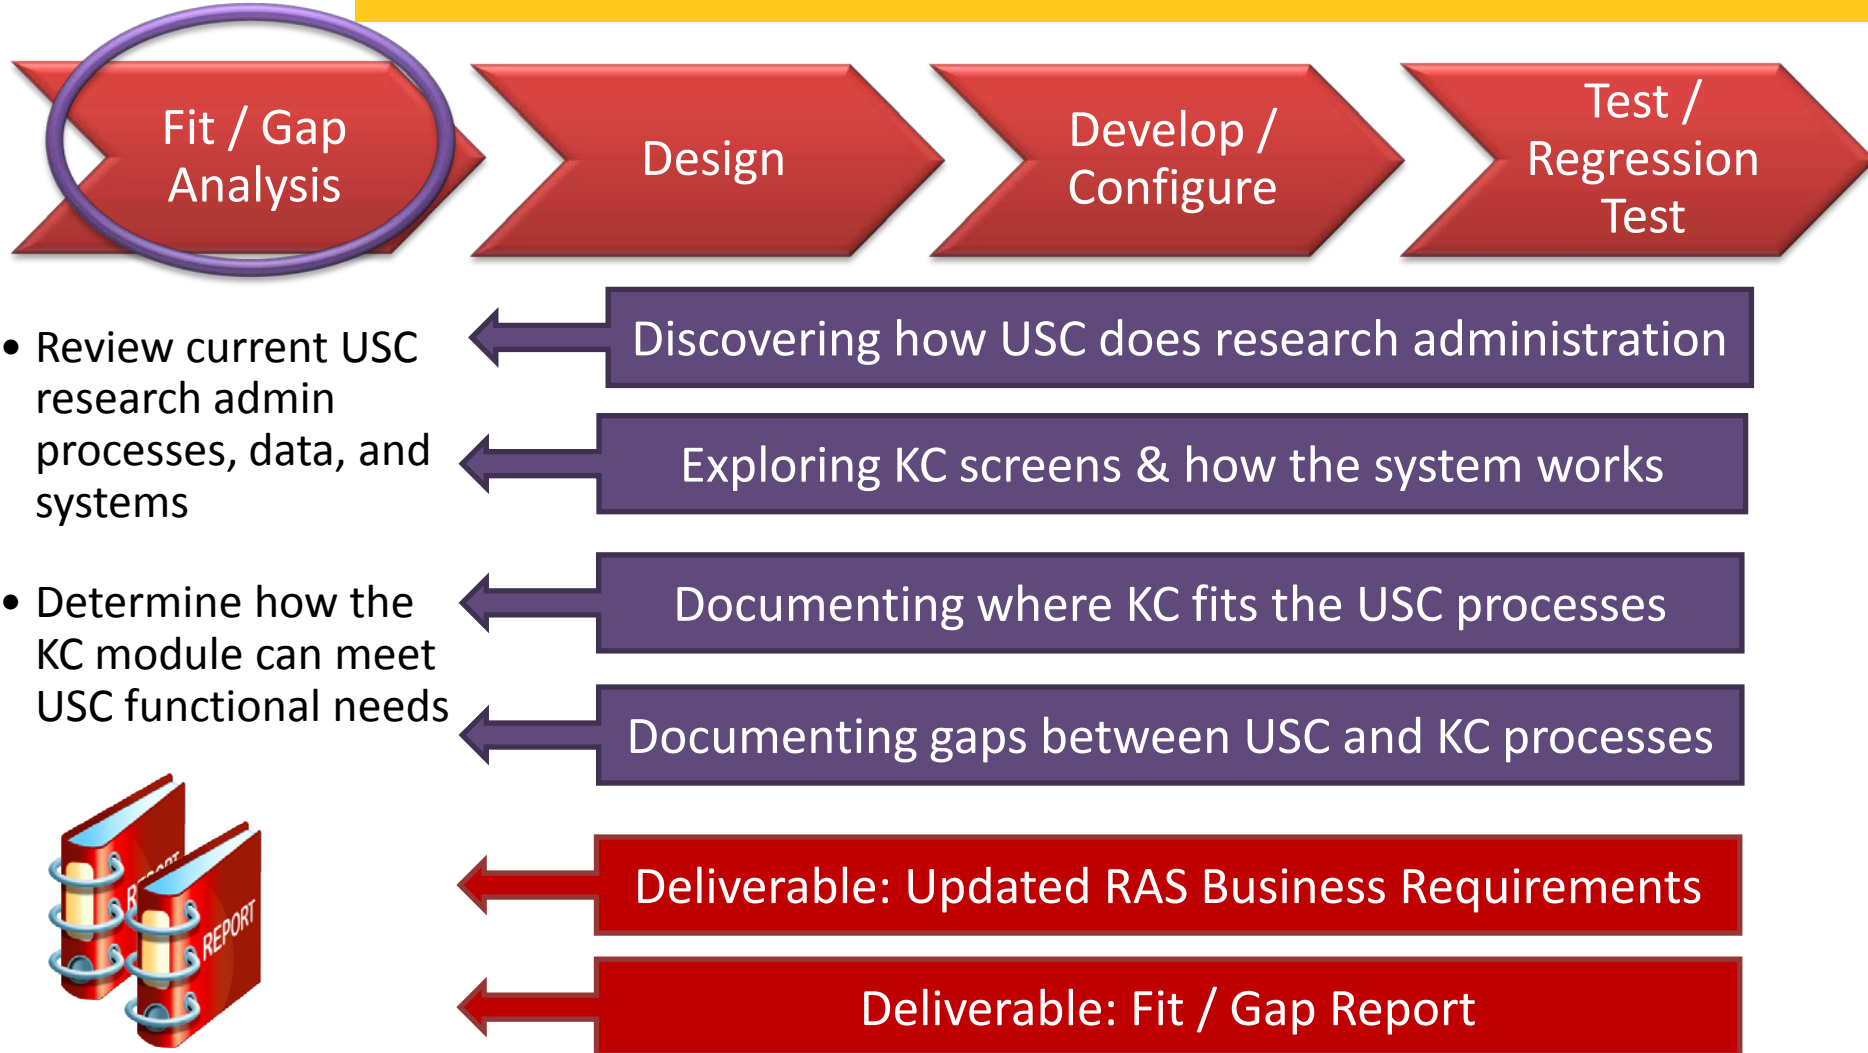 Fit / Gap
Analysis
Design
Develop /
Configure
Test /
Regression
Test
• Review current USC
research admin
processes, data, and
systems
• Determine how the
KC module can meet
USC functional needs
Discovering how USC does research administration
Exploring KC screens & how the system works
Documenting where KC fits the USC processes
Documenting gaps between USC and KC processes
Deliverable: Updated RAS Business Requirements
Deliverable: Fit / Gap Report
REPORT
REPORT